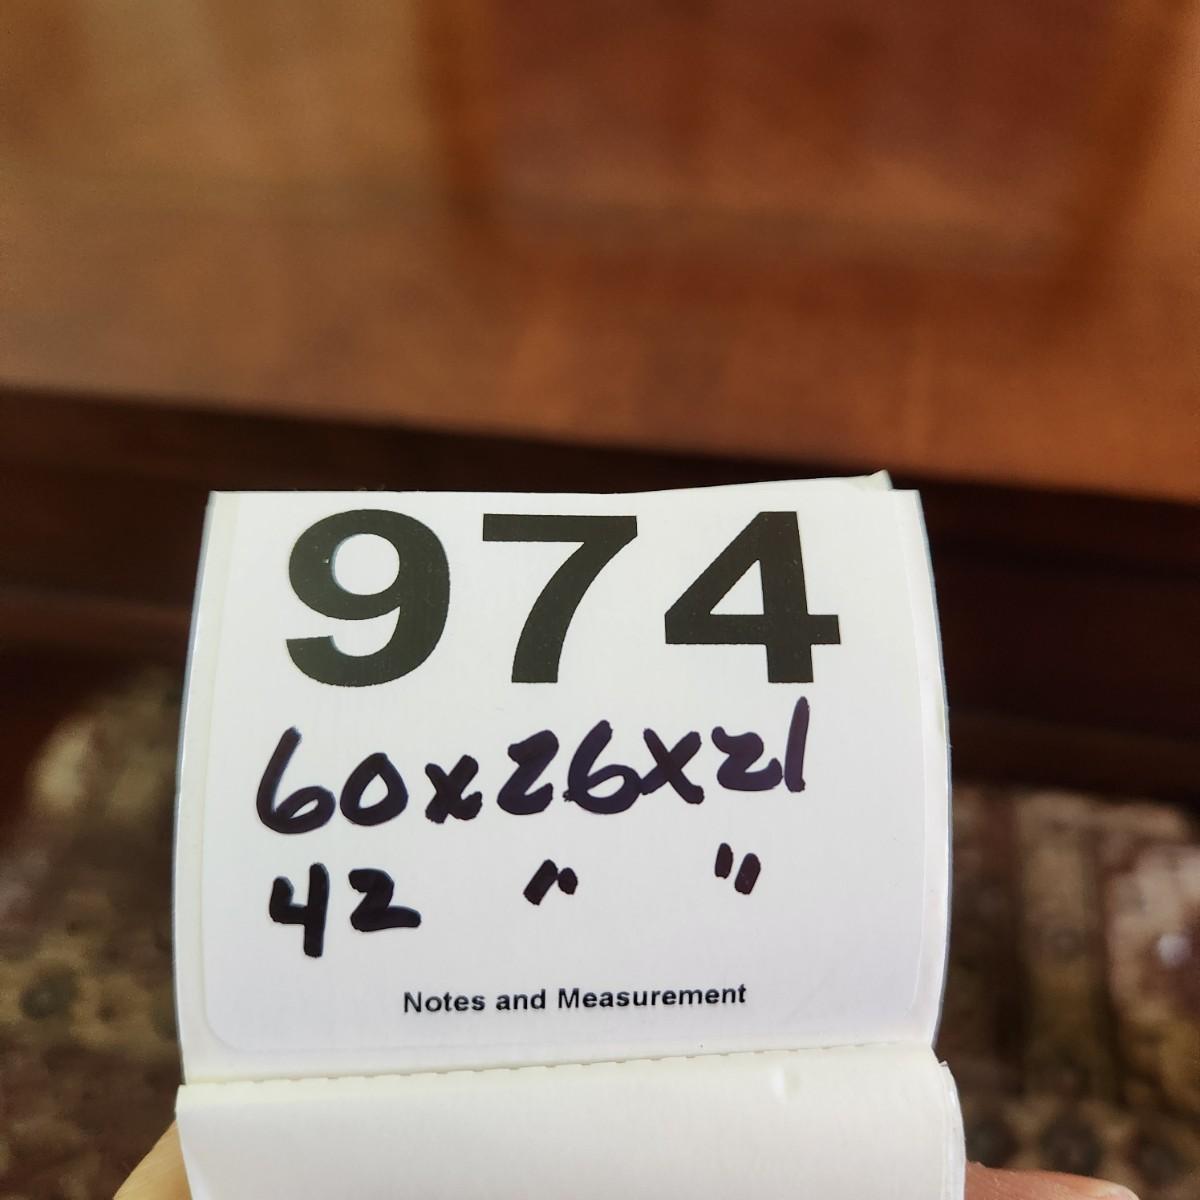 974
60x26x21
42 " "
Notes and Measurement